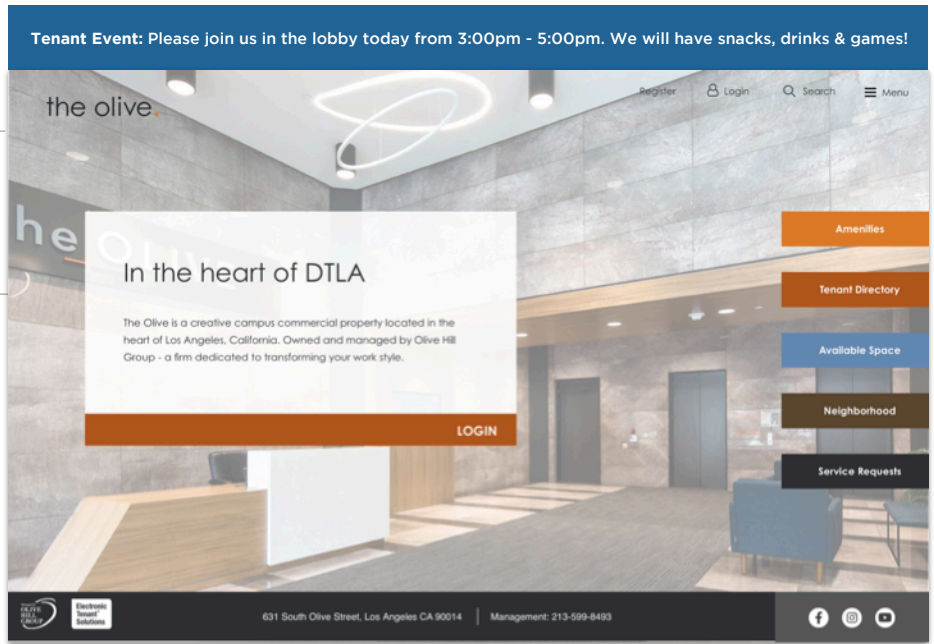 Tenant Event: Please join us in the lobby today from 3:00pm - 5:00pm. We will have snacks, drinks & games!
the olive.
Register Login Search Menu
he Olive
In the heart of DTLA
The Olive is a creative campus commercial property located in the
heart of Los Angeles, California. Owned and managed by Olive Hill
Group - a firm dedicated to transforming your work style.
LOGIN
Amenities
Tenant Directory
Available Space
Neighborhood
Service Requests
OLIVE
HILL
GROUP
Electronic
Tenant®
Solutions
631 South Olive Street, Los Angeles CA 90014 | Management: 213-599-8493